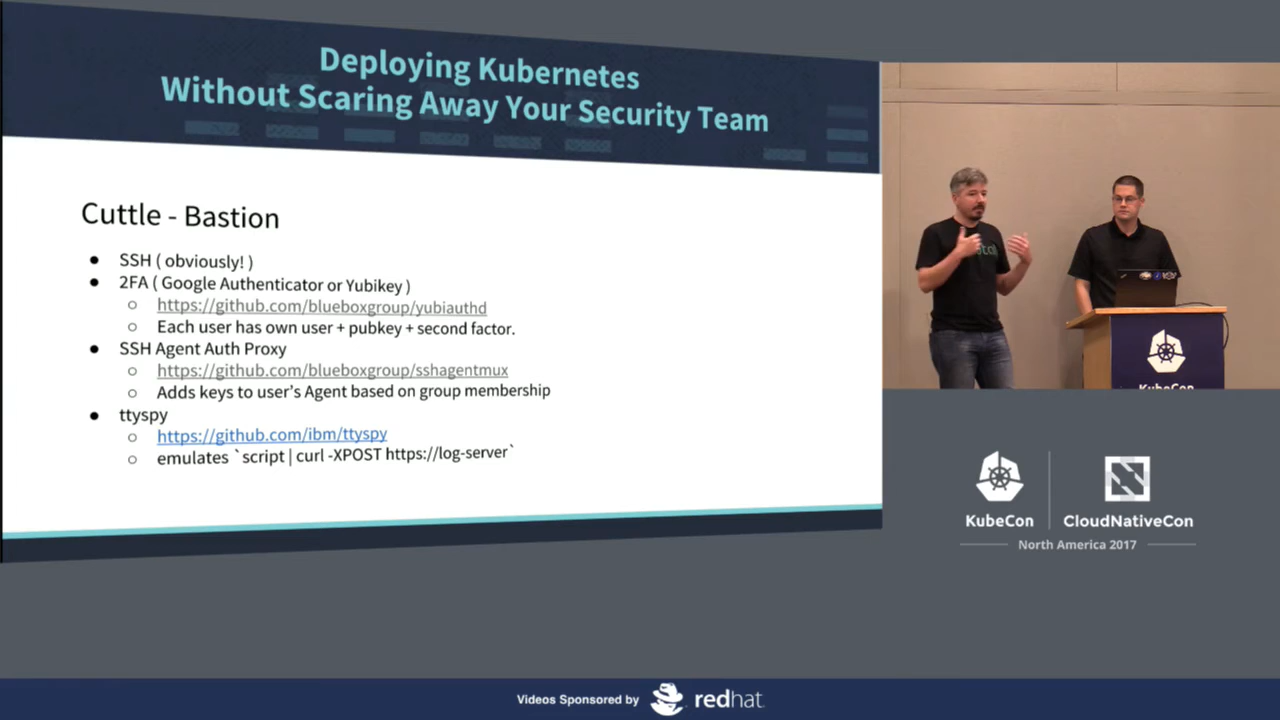 Deploying Kubernetes
Without Scaring Away Your Security Team
Cuttle - Bastion
● SSH ( obviously! )
● 2FA ( Google Authenticator or Yubikey )
○ https://github.com/blueboxgroup/yubiauthd
○ Each user has own user + pubkey + second factor.
● SSH Agent Auth Proxy
○ https://github.com/blueboxgroup/sshagentmux
○ Adds keys to user's Agent based on group membership
● ttyspy
○ https://github.com/ibm/ttyspy
○ emulates `script | curl -XPOST https://log-server`
KubeCon
KubeCon
CloudNativeCon
North America 2017
Videos Sponsored by
redhat